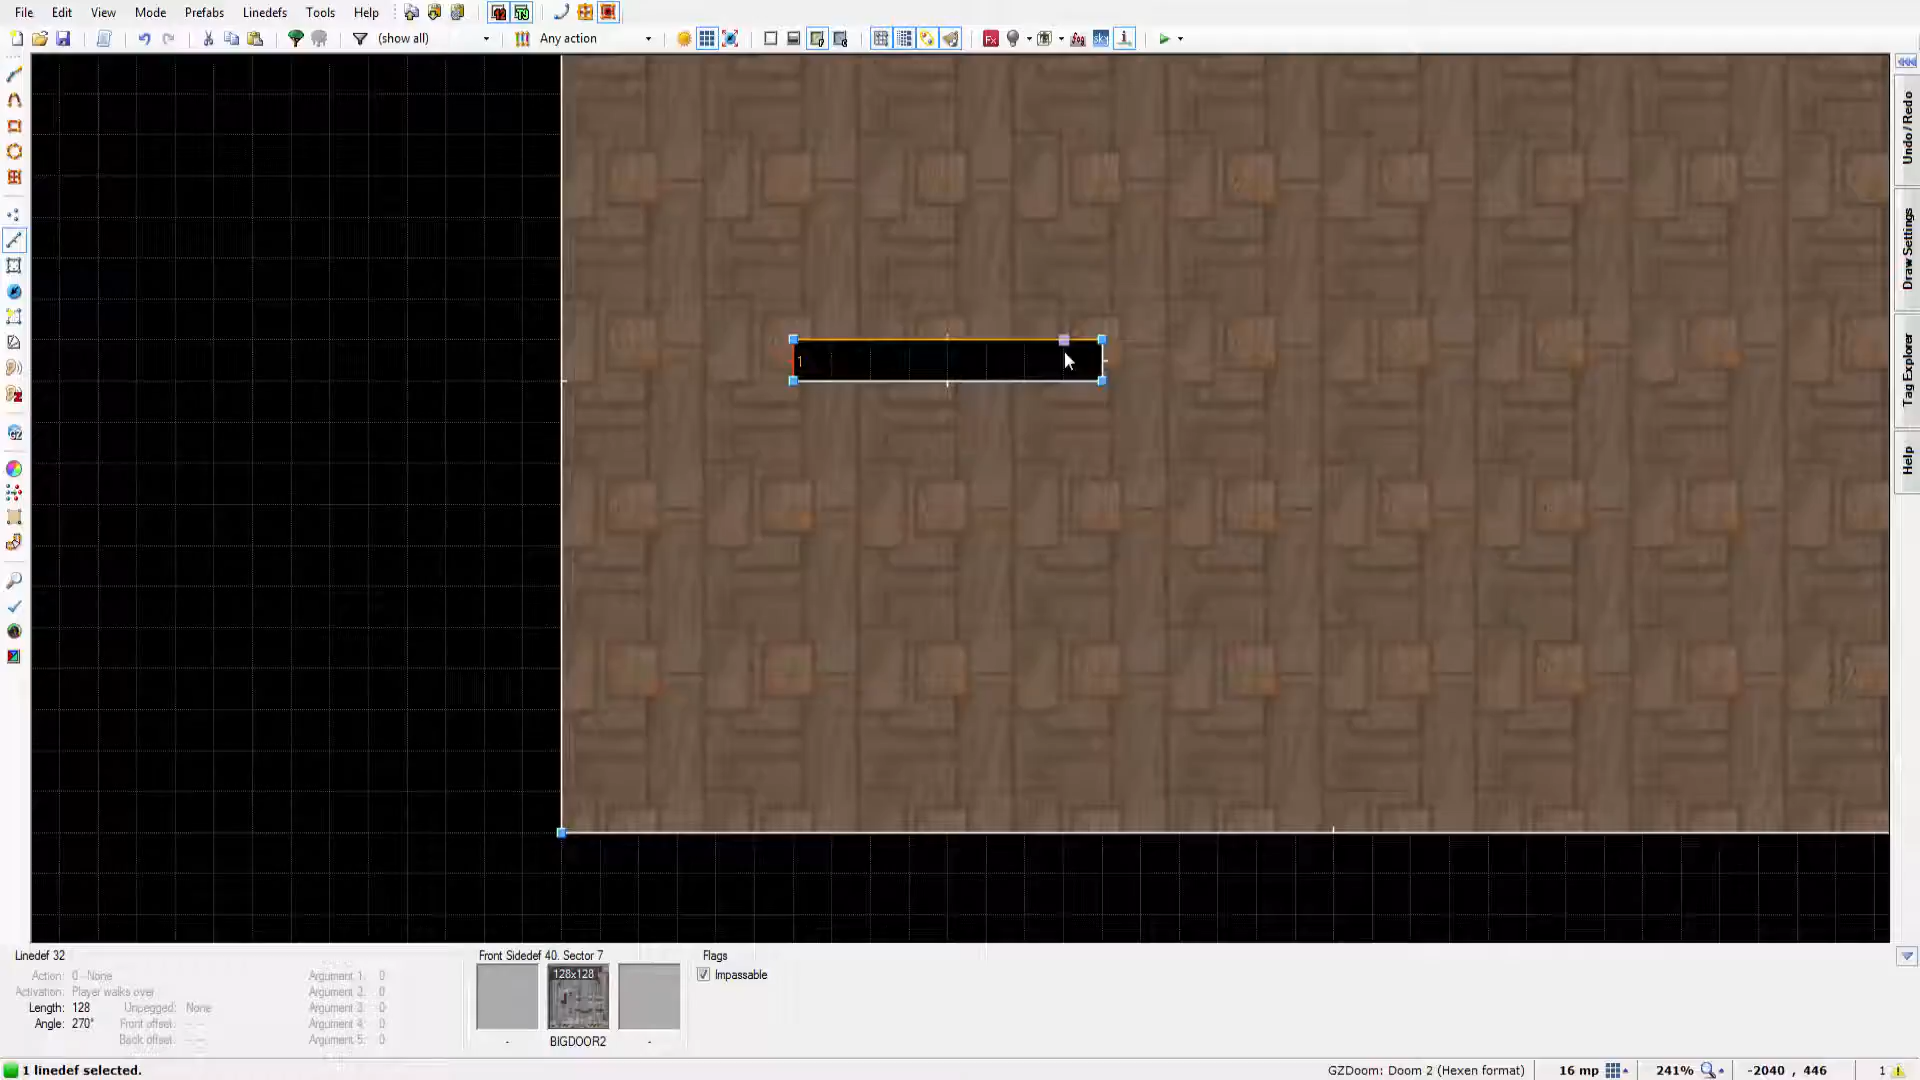 File Edit View Mode Prefabs Linedefs Tools Help
(show all) Any action
Undo / Redo
Draw Settings
Tag Explorer
Help
1
Linedef 32
Action: 0 - None
Activation: Player walks over
Length: 128 Unpegged: None
Angle: 270° Front offset: --
Back offset: --
Argument 1: 0
Argument 2: 0
Argument 3: 0
Argument 4: 0
Argument 5: 0
Front Sidedef 40. Sector 7
128x128
- BIGDOOR2 -
Flags
Impassable
1 linedef selected.
GZDoom: Doom 2 (Hexen format) 16 mp 241% -2040 , 446 1